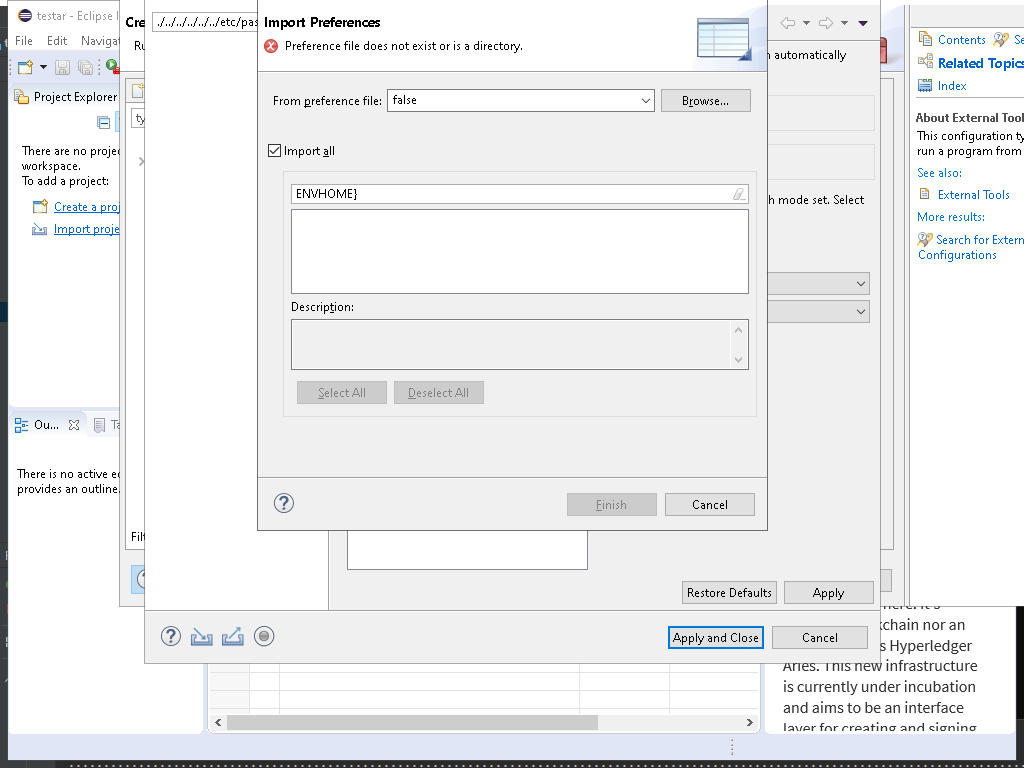 testar - Eclipse I
File Edit Navigat
Project Explorer
There are no projec
workspace.
To add a project:
Create a proj
Import proje
Ou...
Ta
There is no active ed
provides an outline.
Cre
Ru
ty
Filt
./../../../../../etc/pas
Import Preferences
Preference file does not exist or is a directory.
From preference file: false Browse...
Import all
ENVHOME}
Description:
Select All Deselect All
Finish Cancel
automatically
h mode set. Select
Restore Defaults Apply
Apply and Close Cancel
Contents Se
Related Topics
Index
About External Tool
This configuration ty
run a program from
See also:
External Tools
More results:
Search for Extern
Configurations
here. It's
kchain nor an
s Hyperledger
Aries. This new infrastructure
is currently under incubation
and aims to be an interface
layer for creating and signing